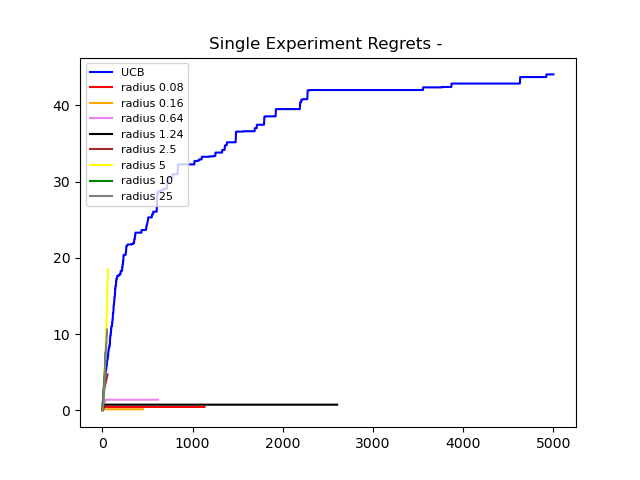 Single Experiment Regrets -
UCB
radius 0.08
radius 0.16
radius 0.64
radius 1.24
radius 2.5
radius 5
radius 10
radius 25
40
30
20
10
0
0 1000 2000 3000 4000 5000